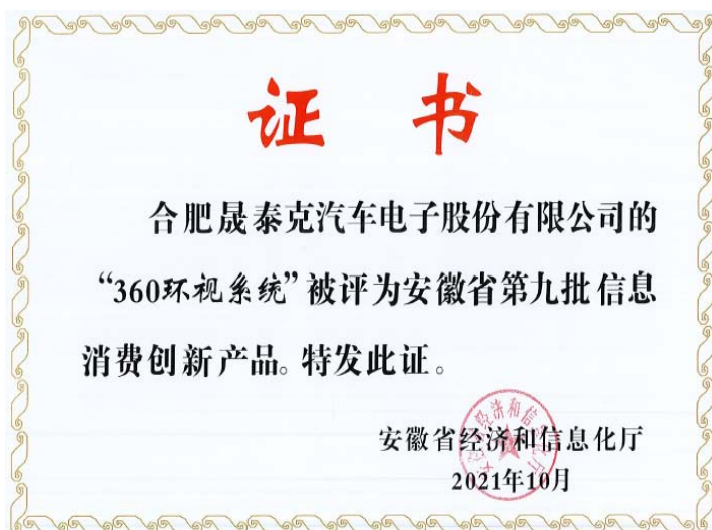 证 书
合肥晟泰克汽车电子股份有限公司的
“360环视系统”被评为安徽省第九批信息
消费创新产品。特发此证。
安徽省经济和信息化厅
2021年10月